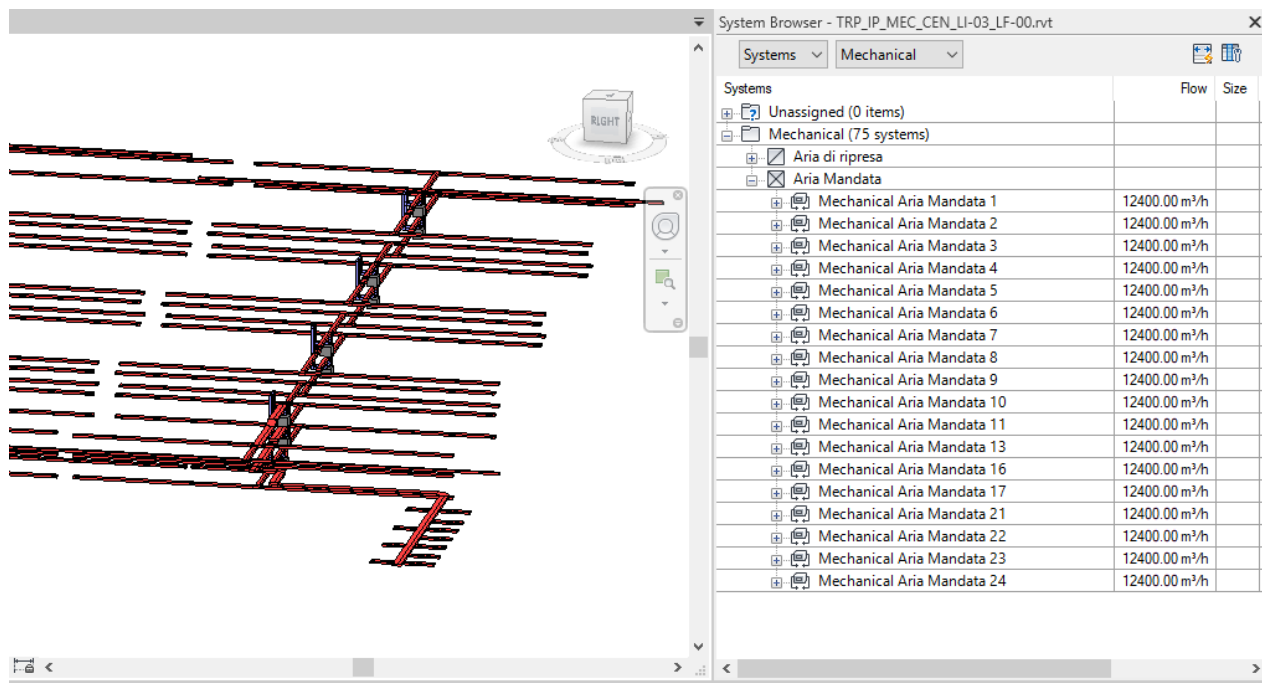 System Browser - TRP_IP_MEC_CEN_LI-03_LF-00.rvt
Systems Mechanical
Systems Flow Size
Unassigned (0 items)
Mechanical (75 systems)
Aria di ripresa
Aria Mandata
Mechanical Aria Mandata 1 12400.00 m³/h
Mechanical Aria Mandata 2 12400.00 m³/h
Mechanical Aria Mandata 3 12400.00 m³/h
Mechanical Aria Mandata 4 12400.00 m³/h
Mechanical Aria Mandata 5 12400.00 m³/h
Mechanical Aria Mandata 6 12400.00 m³/h
Mechanical Aria Mandata 7 12400.00 m³/h
Mechanical Aria Mandata 8 12400.00 m³/h
Mechanical Aria Mandata 9 12400.00 m³/h
Mechanical Aria Mandata 10 12400.00 m³/h
Mechanical Aria Mandata 11 12400.00 m³/h
Mechanical Aria Mandata 13 12400.00 m³/h
Mechanical Aria Mandata 16 12400.00 m³/h
Mechanical Aria Mandata 17 12400.00 m³/h
Mechanical Aria Mandata 21 12400.00 m³/h
Mechanical Aria Mandata 22 12400.00 m³/h
Mechanical Aria Mandata 23 12400.00 m³/h
Mechanical Aria Mandata 24 12400.00 m³/h
RIGHT